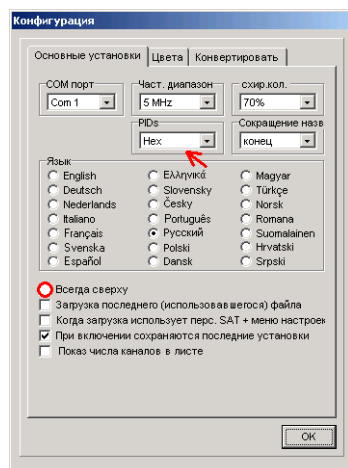 Конфигурация
Основные установки Цвета Конвертировать
COM порт Част. диапазон схир.кол.
Com 1 5 MHz 70%
PIDs Сокращение назв
Hex конец
Язык
English Ελληνικά Magyar
Deutsch Slovensky Türkçe
Nederlands Česky Norsk
Italiano Português Romana
Français Русский Suomalainen
Svenska Polski Hrvatski
Español Dansk Srpski
Всегда сверху
Загрузка последнего (использовавшегося) файла
Когда загрузка использует перс. SAT + меню настроек
При включении сохраняются последние установки
Показ числа каналов в листе
OK